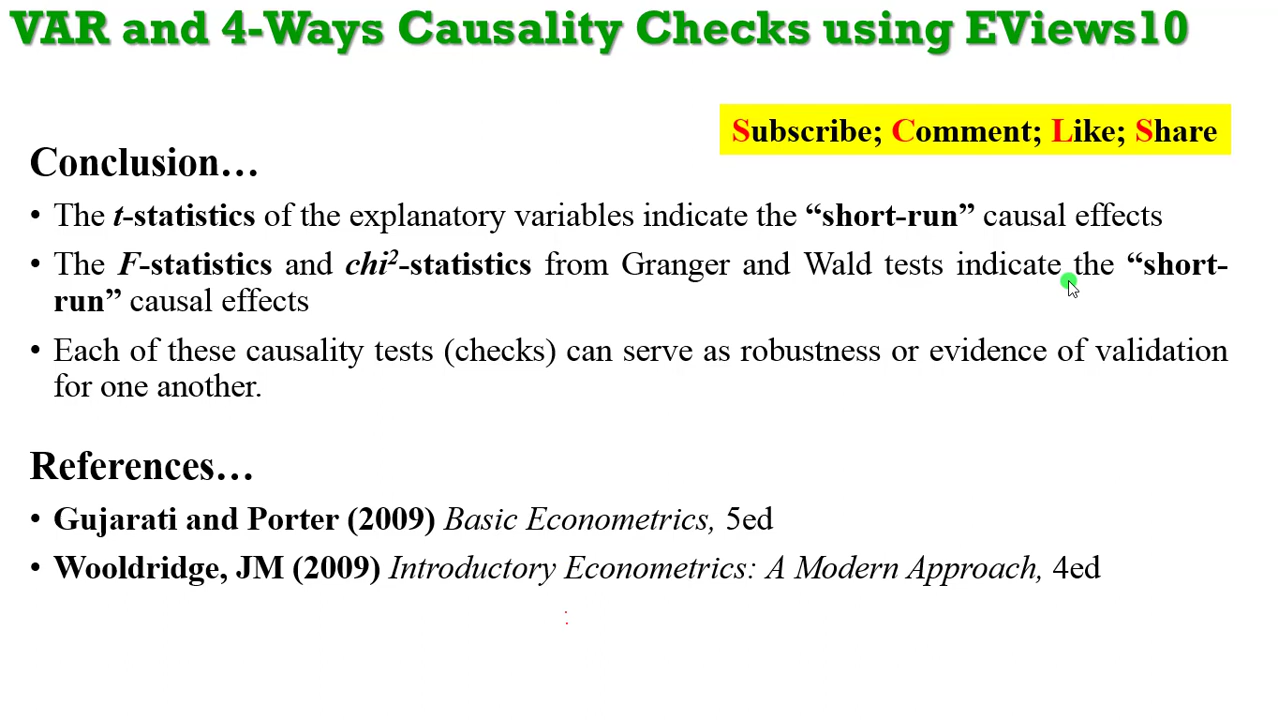 VAR and 4-Ways Causality Checks using EViews10
Subscribe; Comment; Like; Share
Conclusion…
• The t-statistics of the explanatory variables indicate the “short-run” causal effects
• The F-statistics and chi²-statistics from Granger and Wald tests indicate the “short-
run” causal effects
• Each of these causality tests (checks) can serve as robustness or evidence of validation
for one another.
References…
• Gujarati and Porter (2009) Basic Econometrics, 5ed
• Wooldridge, JM (2009) Introductory Econometrics: A Modern Approach, 4ed